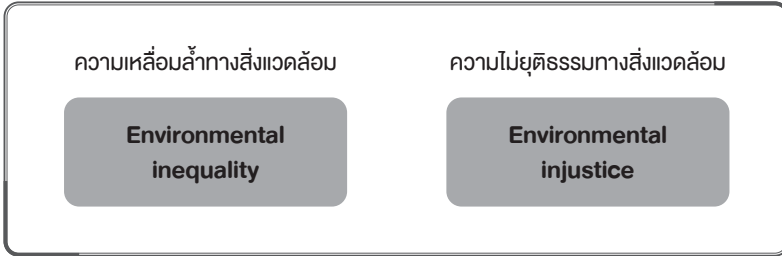 ความเหลื่อมล้ำทางสิ่งแวดล้อม
ความไม่ยุติธรรมทางสิ่งแวดล้อม
Environmental
inequality
Environmental
injustice